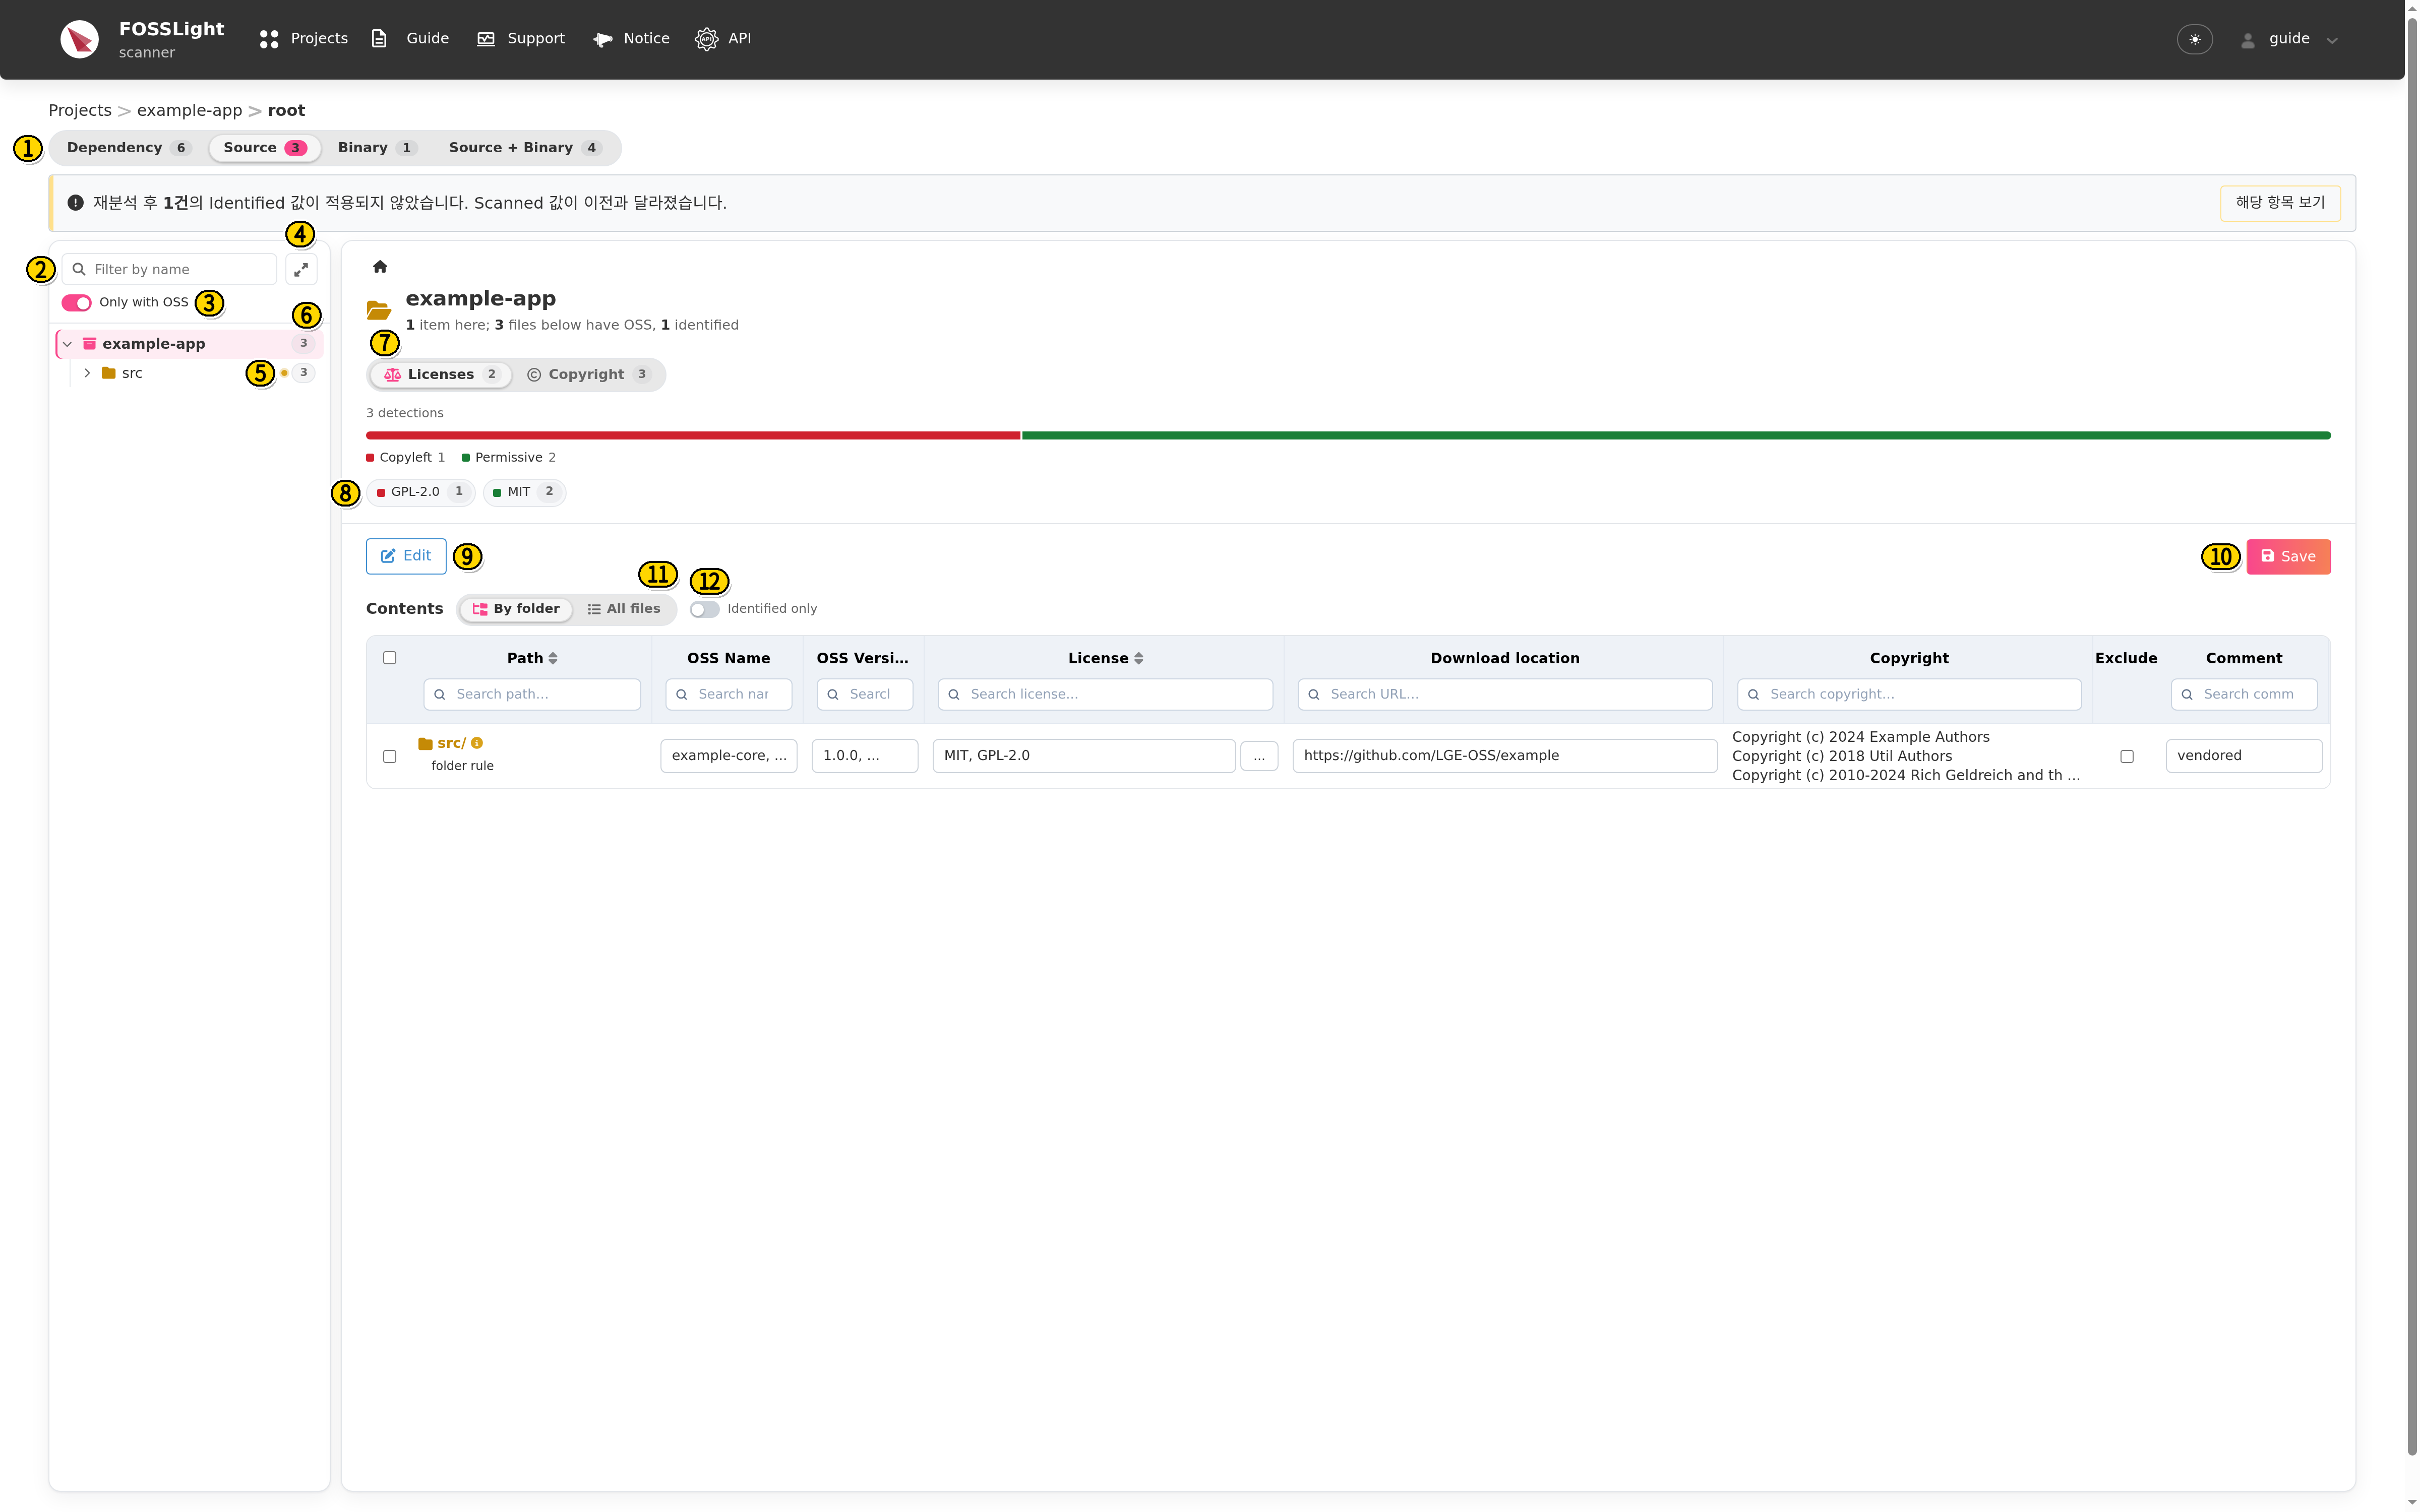 FOSSLight
scanner
Projects
Guide
Support
Notice
API
guide
Projects > example-app > root
1
Dependency 6
Source 3
Binary 1
Source + Binary 4
재분석 후 1건의 Identified 값이 적용되지 않았습니다. Scanned 값이 이전과 달라졌습니다.
해당 항목 보기
4
2
Filter by name
Only with OSS
3
6
example-app 3
src
5
3
example-app
1 item here; 3 files below have OSS, 1 identified
7
Licenses 2
Copyright 3
3 detections
Copyleft 1
Permissive 2
8
GPL-2.0 1
MIT 2
Edit
9
10
Save
11
12
Contents
By folder
All files
Identified only
Path
OSS Name
OSS Versi...
License
Download location
Copyright
Exclude
Comment
Search path...
Search nar
Searcl
Search license...
Search URL...
Search copyright...
Search comm
src/
folder rule
example-core, ...
1.0.0, ...
MIT, GPL-2.0
...
https://github.com/LGE-OSS/example
Copyright (c) 2024 Example Authors
Copyright (c) 2018 Util Authors
Copyright (c) 2010-2024 Rich Geldreich and th ...
vendored